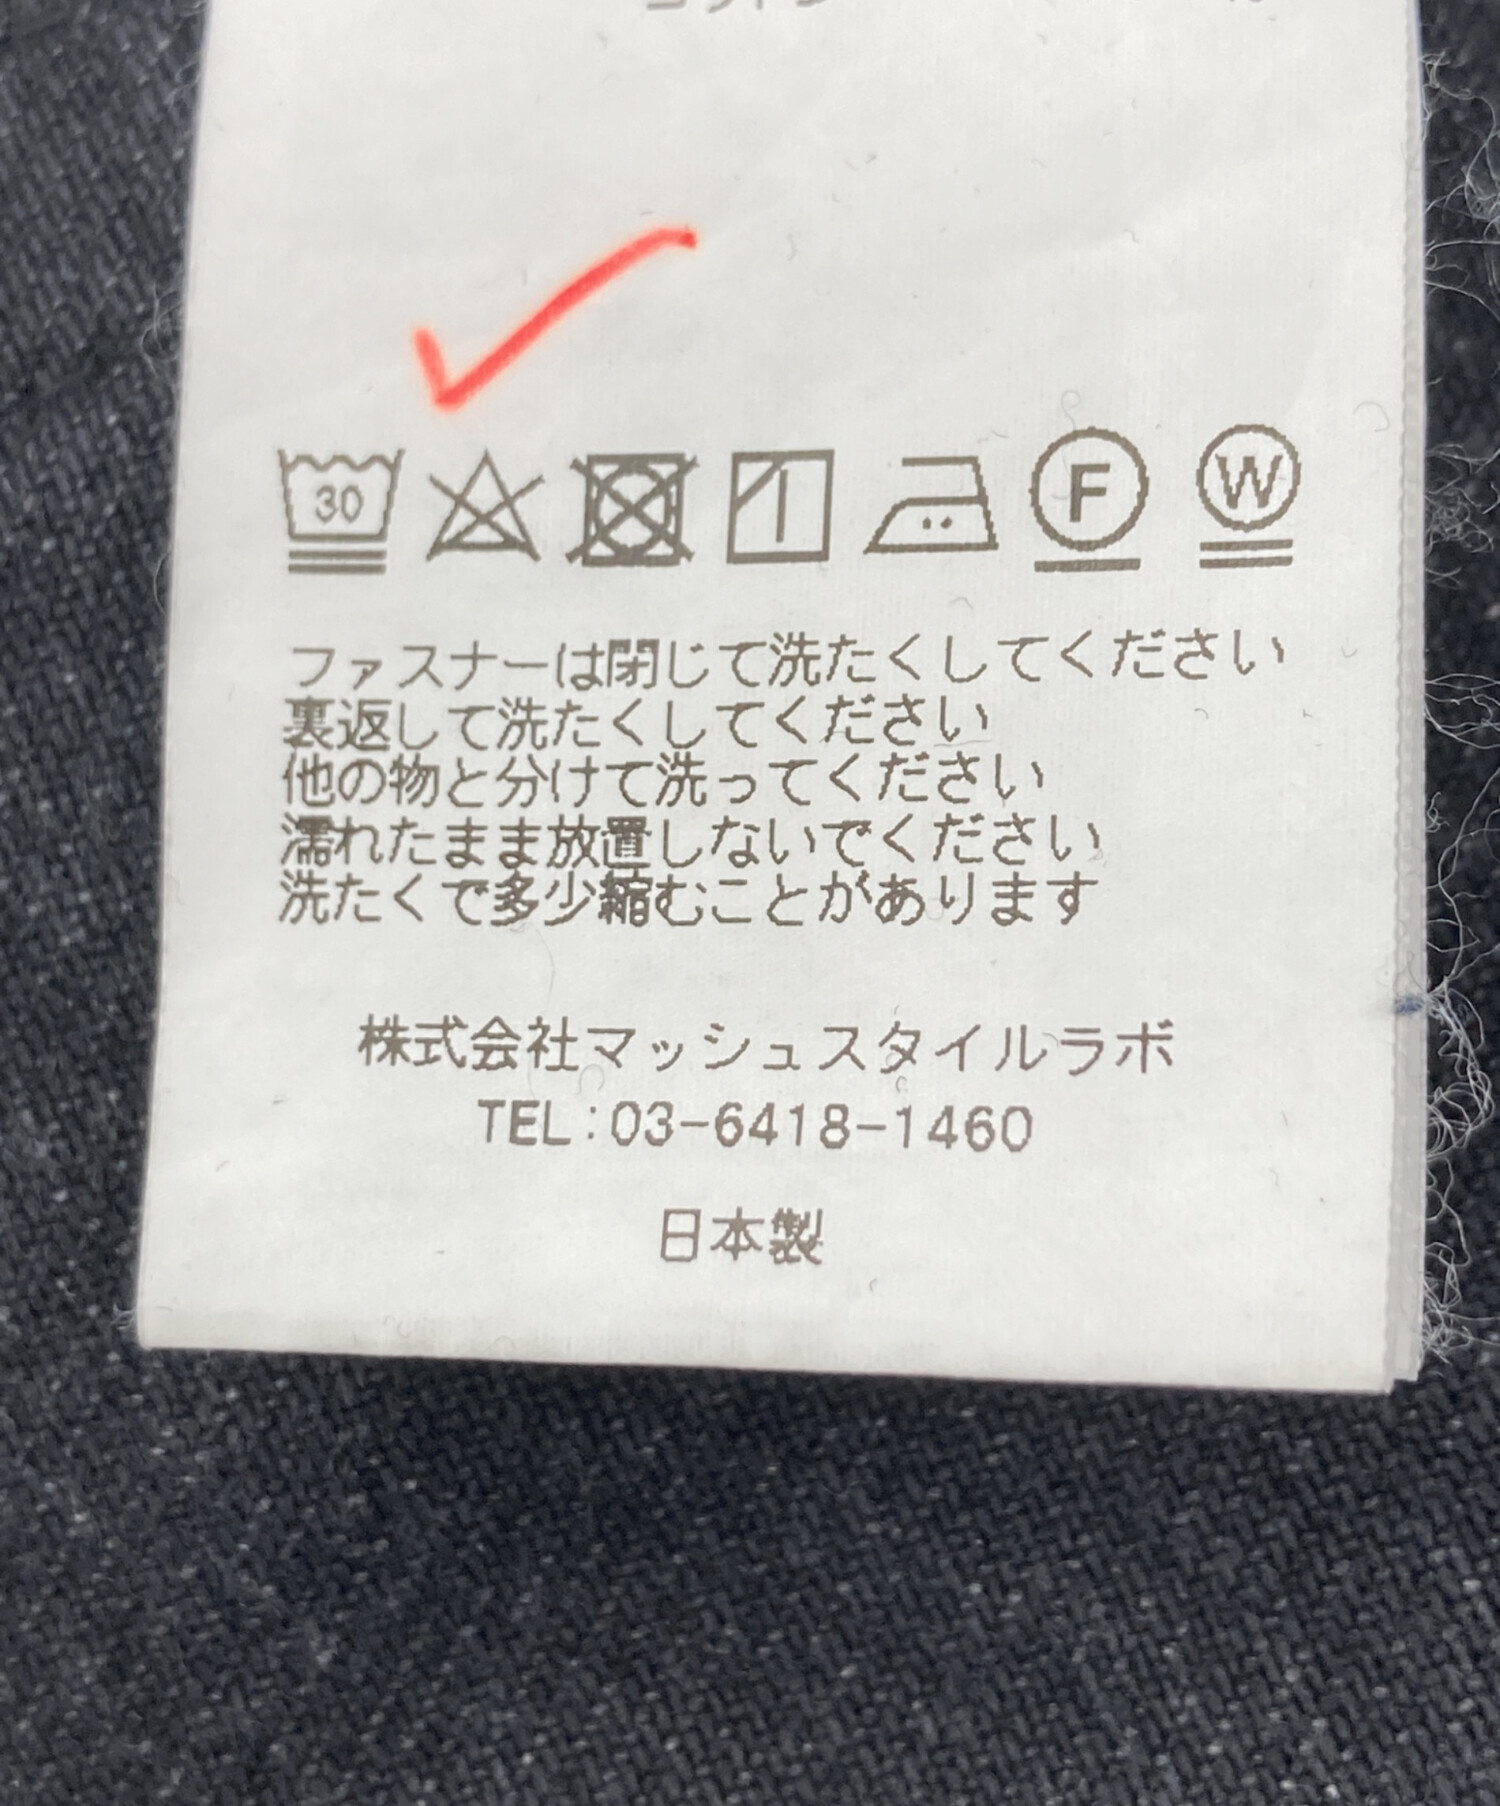 30
F
W
ファスナーは閉じて洗たくしてください
裏返して洗たくしてください
他の物と分けて洗ってください
濡れたまま放置しないでください
洗たくで多少縮むことがあります
株式会社マッシュスタイルラボ
TEL:03-6418-1460
日本製